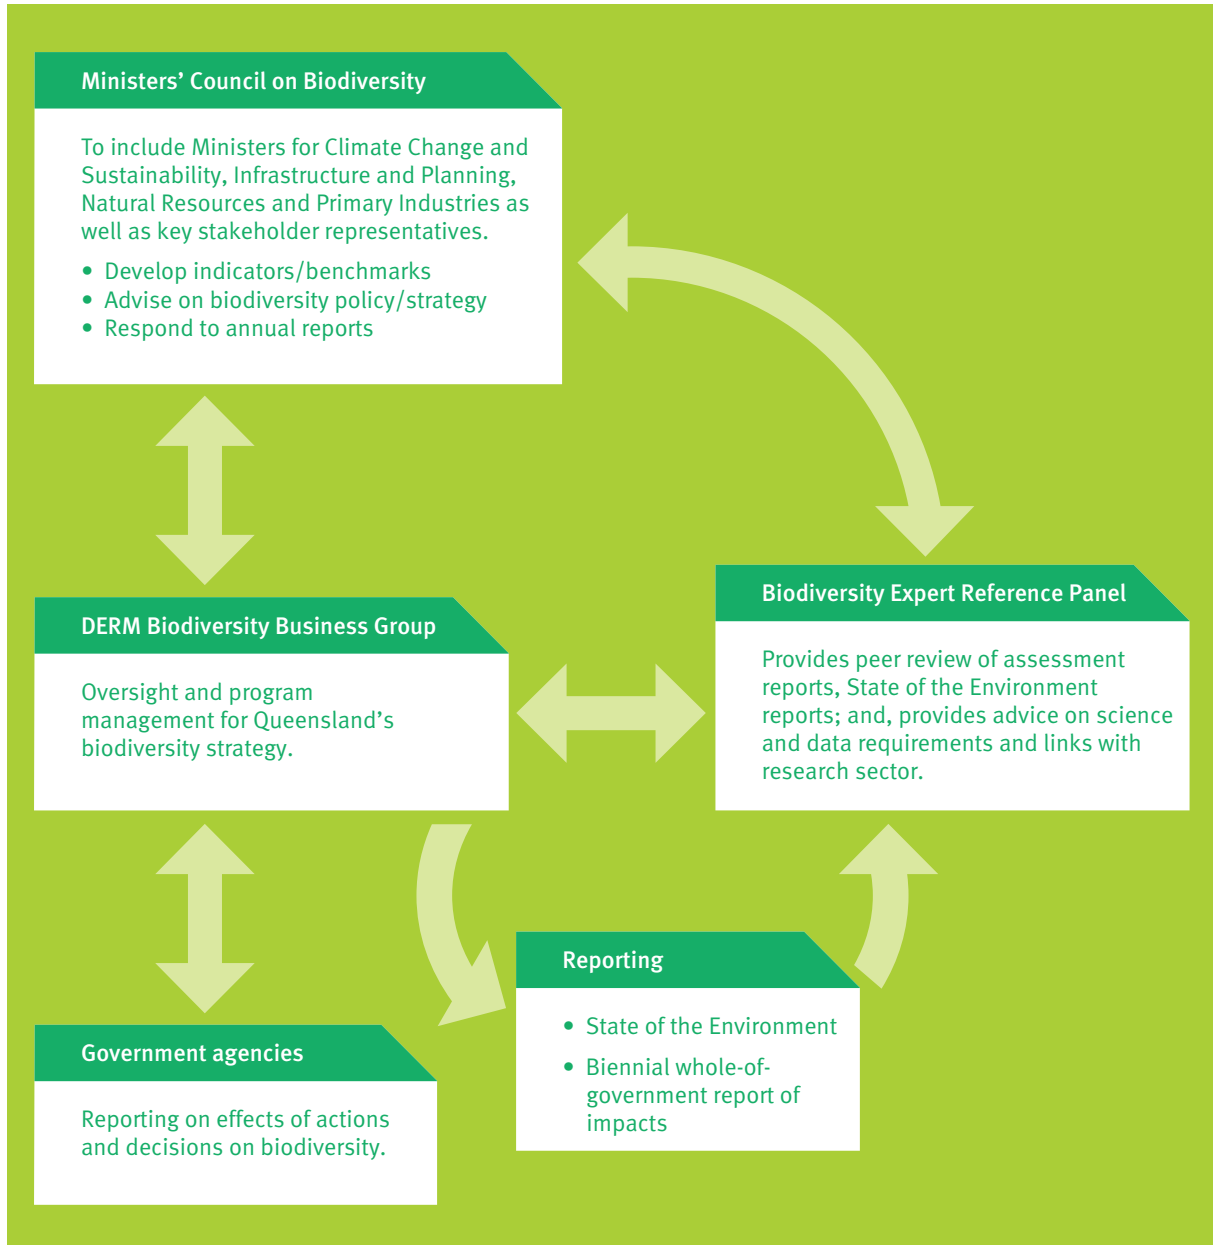 Ministers’ Council on Biodiversity
To include Ministers for Climate Change and
Sustainability, Infrastructure and Planning,
Natural Resources and Primary Industries as
well as key stakeholder representatives.
• Develop indicators/benchmarks
• Advise on biodiversity policy/strategy
• Respond to annual reports
DERM Biodiversity Business Group
Oversight and program
management for Queensland’s
biodiversity strategy.
Biodiversity Expert Reference Panel
Provides peer review of assessment
reports, State of the Environment
reports; and, provides advice on science
and data requirements and links with
research sector.
Government agencies
Reporting on effects of actions
and decisions on biodiversity.
Reporting
• State of the Environment
• Biennial whole-of-
government report of
impacts